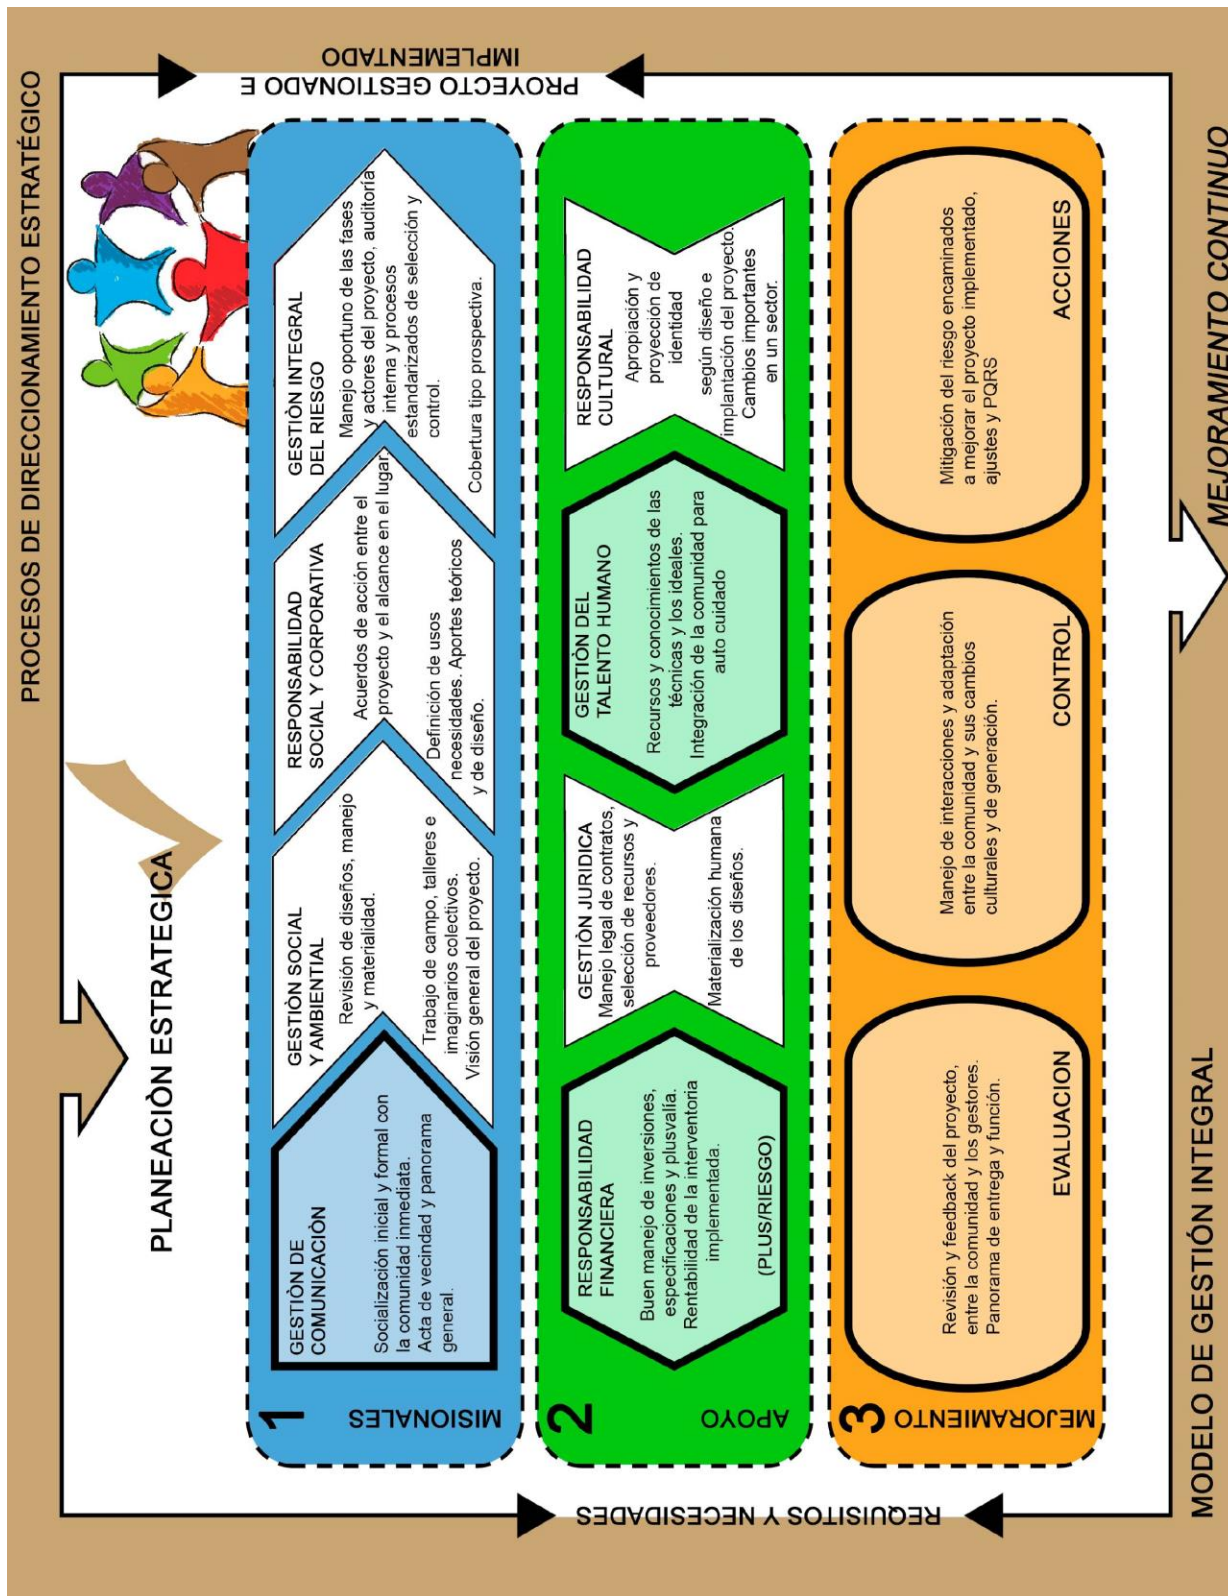 PROCESOS DE DIRECCIONAMIENTO ESTRATÉGICO
PLANEACIÒN ESTRATEGICA
REQUISITOS Y NECESIDADES
1
MISIONALES
GESTIÒN DE
COMUNICACIÒN
Socialización inicial y formal con
la comunidad inmediata.
Acta de vecindad y panorama
general.
GESTIÒN SOCIAL
Y AMBIENTAL
Revisión de diseños, manejo
y materialidad.
Trabajo de campo, talleres e
imaginarios colectivos.
Visión general del proyecto.
RESPONSABILIDAD
SOCIAL Y CORPORATIVA
Acuerdos de acción entre el
proyecto y el alcance en el lugar.
Definición de usos
necesidades. Aportes teóricos
y de diseño.
GESTIÒN INTEGRAL
DEL RIESGO
Manejo oportuno de las fases
y actores del proyecto, auditoría
interna y procesos
estandarizados de selección y
control.
Cobertura tipo prospectiva.
2
APOYO
RESPONSABILIDAD
FINANCIERA
Buen manejo de inversiones,
especificaciones y plusvalía.
Rentabilidad de la interventoria
implementada.
(PLUS/RIESGO)
GESTIÒN JURIDICA
Manejo legal de contratos,
selección de recursos y
proveedores.
Materialización humana
de los diseños.
GESTIÒN DEL
TALENTO HUMANO
Recursos y conocimientos de las
técnicas y los ideales.
Integración de la comunidad para
auto cuidado
RESPONSABILIDAD
CULTURAL
Apropiación y
proyección de
identidad
según diseño e
implantación del proyecto.
Cambios importantes
en un sector.
3
MEJORAMIENTO
Revisión y feedback del proyecto,
entre la comunidad y los gestores.
Panorama de entrega y función.
EVALUACION
Manejo de interacciones y adaptación
entre la comunidad y sus cambios
culturales y de generación.
CONTROL
Mitigación del riesgo encaminados
a mejorar el proyecto implementado,
ajustes y PQRS
ACCIONES
PROYECTO GESTIONADO E
IMPLEMENTADO
MODELO DE GESTIÓN INTEGRAL
MEJORAMIENTO CONTINUO